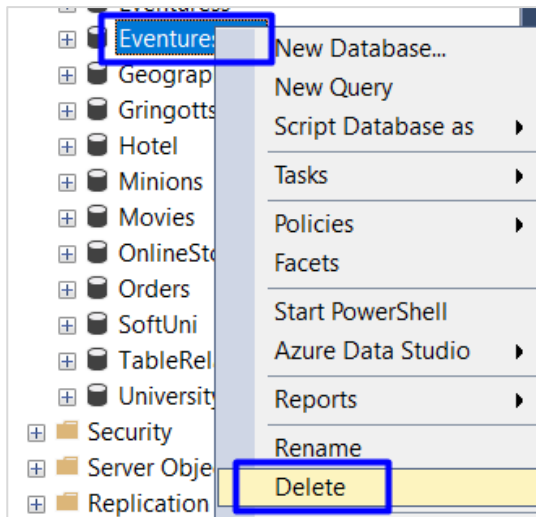 Eventures
New Database...
Geograp
New Query
Gringotts
Script Database as
Hotel
Minions
Tasks
Movies
Policies
OnlineSto
Facets
Orders
Start PowerShell
SoftUni
Azure Data Studio
TableRel
University
Reports
Security
Rename
Server Obje
Delete
Replication